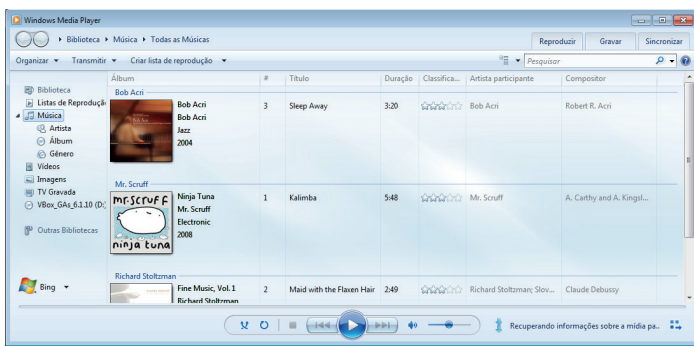 Windows Media Player
Biblioteca ▸ Música ▸ Todas as Músicas
Reproduzir Gravar Sincronizar
Organizar Transmitir Criar lista de reprodução Pesquisar
Álbum # Título Duração Classifica... Artista participante Compositor
Biblioteca
Listas de Reprodução
Música
Artista
Álbum
Gênero
Vídeos
Imagens
TV Gravada
VBox_GAs_6.1.10 (D:)
Outras Bibliotecas
Bing
Bob Acri
Bob Acri 3 Sleep Away 3:20 Bob Acri Robert R. Acri
Bob Acri
Jazz
2004
Mr. Scruff
mr.scruff
ninja tuna
Ninja Tuna 1 Kalimba 5:48 Mr. Scruff A. Carthy and A. Kingsl...
Mr. Scruff
Electronic
2008
Richard Stoltzman
Fine Music, Vol. 1 2 Maid with the Flaxen Hair 2:49 Richard Stoltzman; Slov... Claude Debussy
Richard Stoltzman
Recuperando informações sobre a mídia pa..